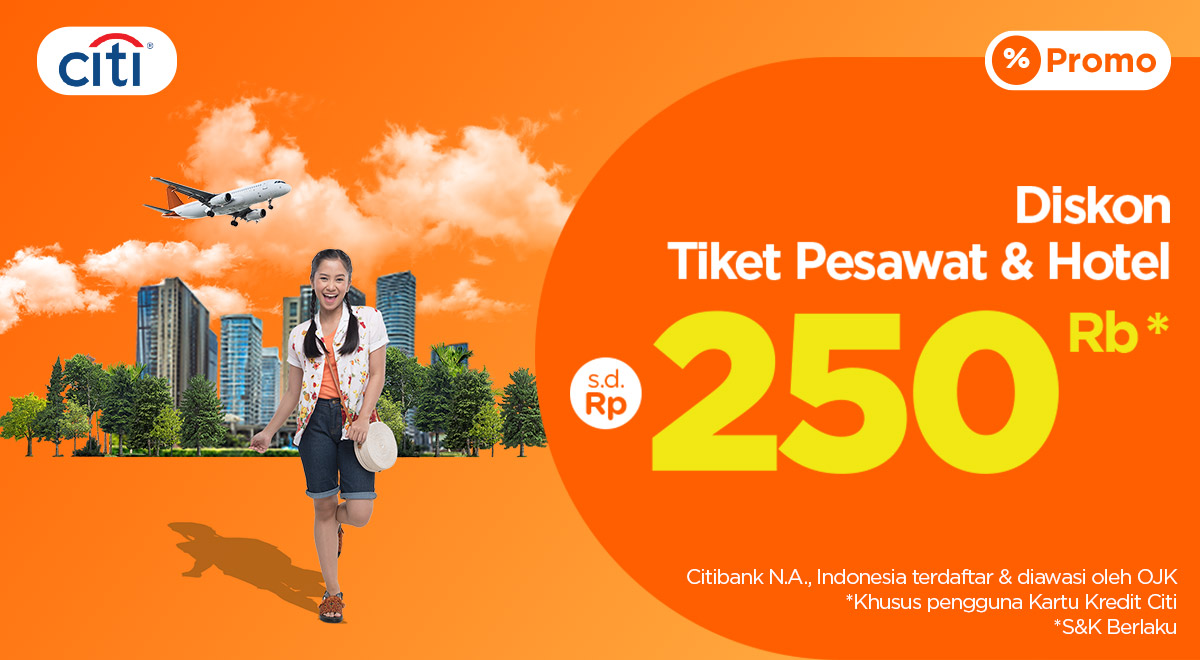 citi®
% Promo
Diskon
Tiket Pesawat & Hotel
s.d.
Rp
250 Rb*
Citibank N.A., Indonesia terdaftar & diawasi oleh OJK
*Khusus pengguna Kartu Kredit Citi
*S&K Berlaku